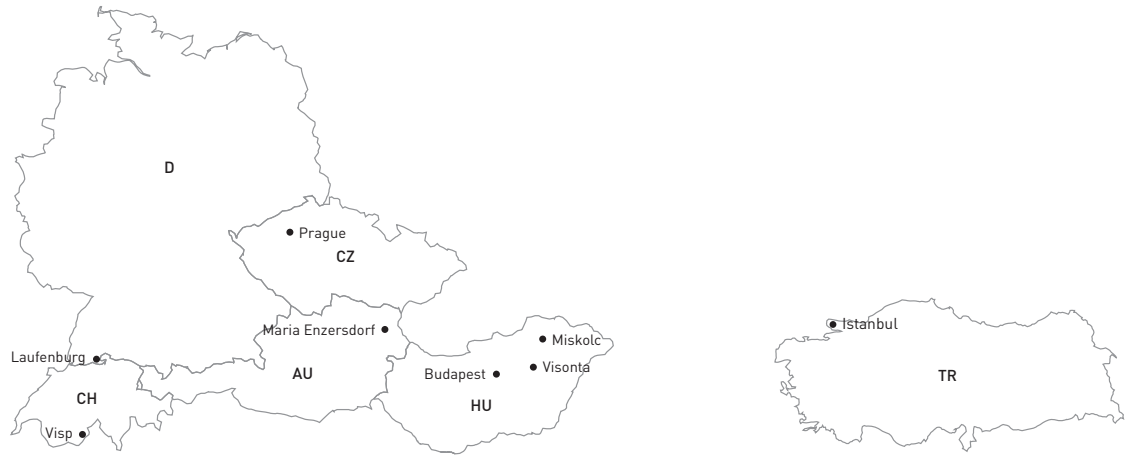 D
Prague
CZ
Maria Enzersdorf
Istanbul
Miskolc
Laufenburg
Visonta
AU
Budapest
TR
CH
HU
Visp